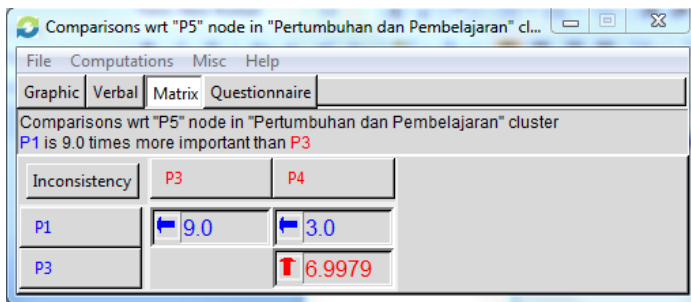 Comparisons wrt "P5" node in "Pertumbuhan dan Pembelajaran" cl...
File Computations Misc Help
Graphic Verbal Matrix Questionnaire
Comparisons wrt "P5" node in "Pertumbuhan dan Pembelajaran" cluster
P1 is 9.0 times more important than P3
Inconsistency P3 P4
P1 9.0 3.0
P3 6.9979